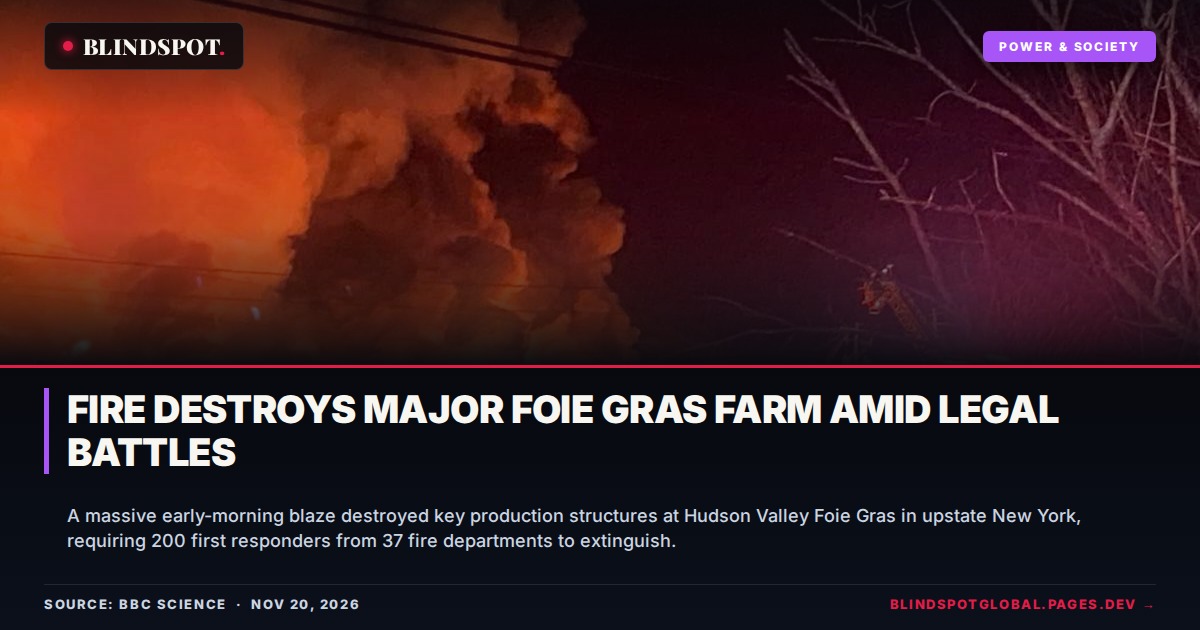 BLINDSPOT.
POWER & SOCIETY
FIRE DESTROYS MAJOR FOIE GRAS FARM AMID LEGAL
BATTLES
A massive early-morning blaze destroyed key production structures at Hudson Valley Foie Gras in upstate New York,
requiring 200 first responders from 37 fire departments to extinguish.
SOURCE: BBC SCIENCE · NOV 20, 2026
BLINDSPOTGLOBAL.PAGES.DEV →